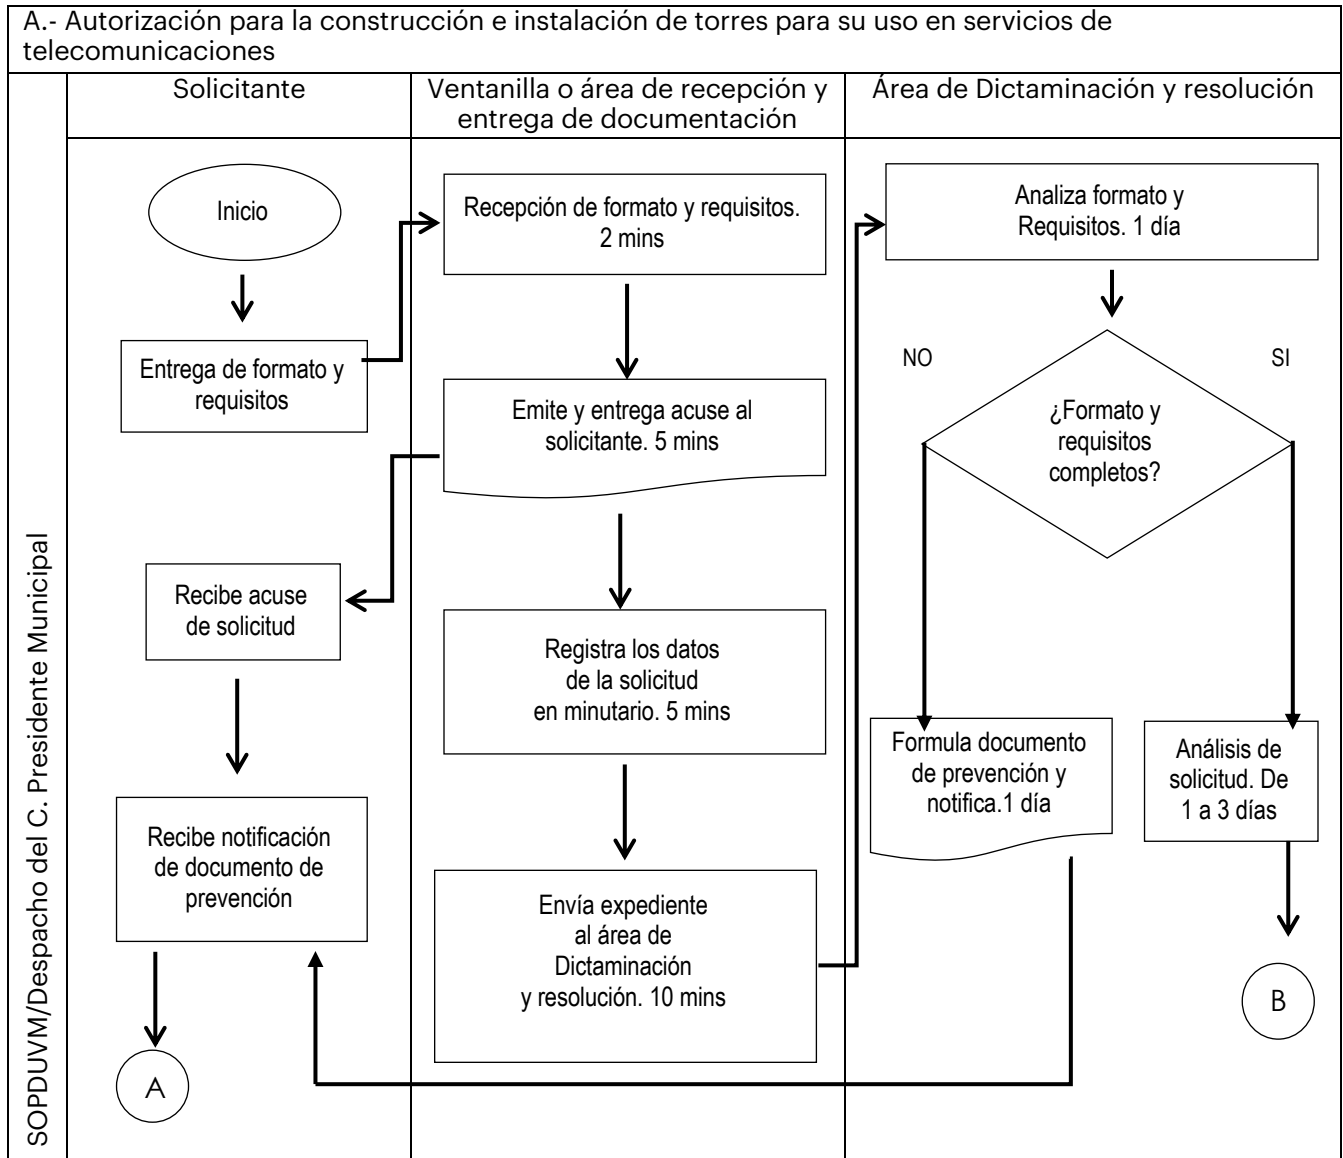 A.- Autorización para la construcción e instalación de torres para su uso en servicios de
telecomunicaciones
SOPDUVM/Despacho del C. Presidente Municipal
Solicitante
Ventanilla o área de recepción y
entrega de documentación
Área de Dictaminación y resolución
Inicio
Entrega de formato y
requisitos
Recibe acuse
de solicitud
Recibe notificación
de documento de
prevención
A
Recepción de formato y requisitos.
2 mins
Emite y entrega acuse al
solicitante. 5 mins
Registra los datos
de la solicitud
en minutario. 5 mins
Envía expediente
al área de
Dictaminación
y resolución. 10 mins
Analiza formato y
Requisitos. 1 día
NO
SI
¿Formato y
requisitos
completos?
Formula documento
de prevención y
notifica.1 día
Análisis de
solicitud. De
1 a 3 días
B